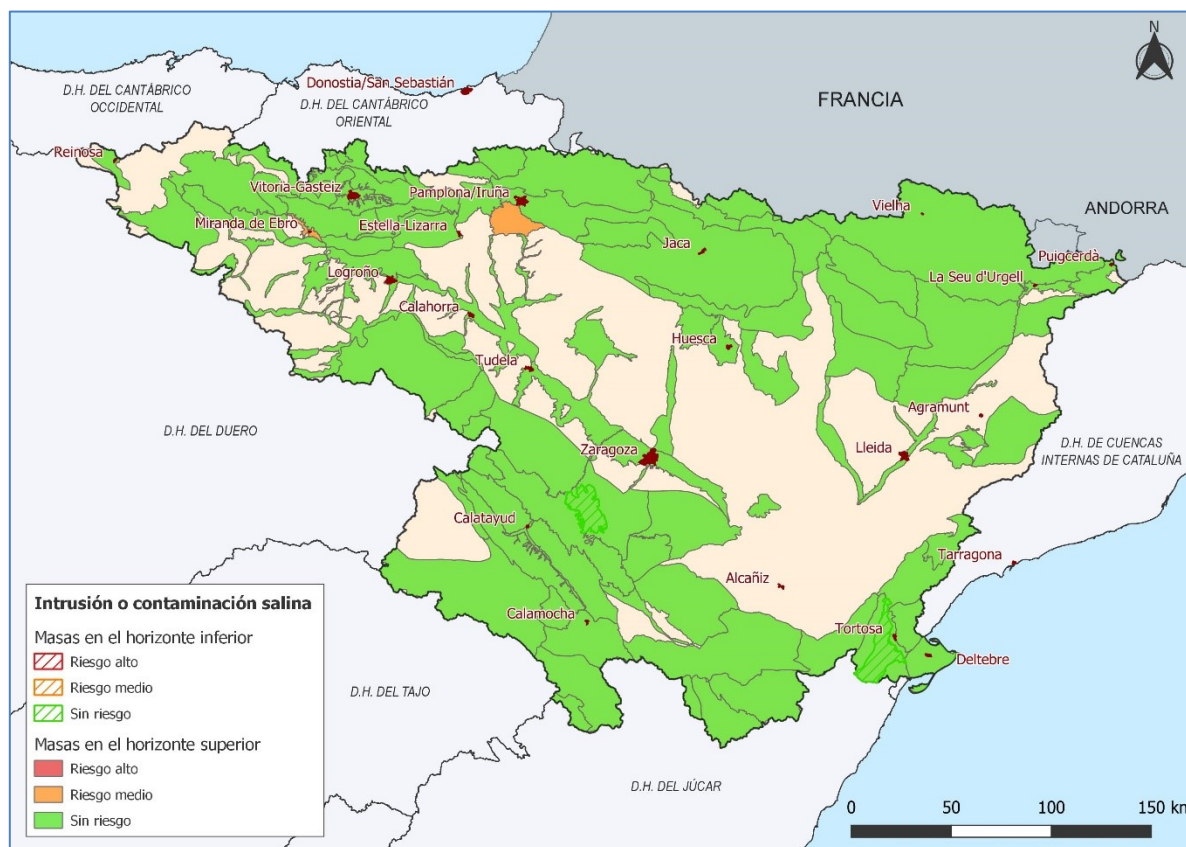 N
Donostia/San Sebastián
D.H. DEL CANTÁBRICO
OCCIDENTAL
D.H. DEL CANTÁBRICO
ORIENTAL
FRANCIA
Reinosa
Vitoria-Gasteiz
Pamplona/Iruña
Vielha
ANDORRA
Miranda de Ebro
Estella-Lizarra
Jaca
Puigcerdà
La Seu d'Urgell
Logroño
Calahorra
Huesca
Tudela
Agramunt
D.H. DEL DUERO
Zaragoza
Lleida
D.H. DE CUENCAS
INTERNAS DE CATALUÑA
Calatayud
Tarragona
Alcañiz
Calamocha
Tortosa
Deltebre
D.H. DEL TAJO
D.H. DEL JÚCAR
Intrusión o contaminación salina
Masas en el horizonte inferior
Riesgo alto
Riesgo medio
Sin riesgo
Masas en el horizonte superior
Riesgo alto
Riesgo medio
Sin riesgo
0 50 100 150 km